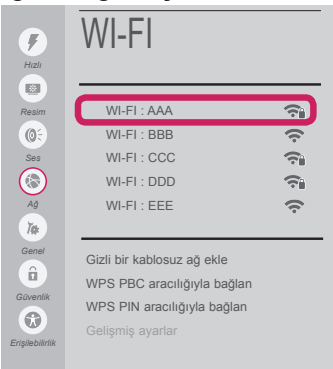 WI-FI
Hızlı
Resim
Ses
Ağ
Genel
Güvenlik
Erişilebilirlik
WI-FI : AAA
WI-FI : BBB
WI-FI : CCC
WI-FI : DDD
WI-FI : EEE
Gizli bir kablosuz ağ ekle
WPS PBC aracılığıyla bağlan
WPS PIN aracılığıyla bağlan
Gelişmiş ayarlar